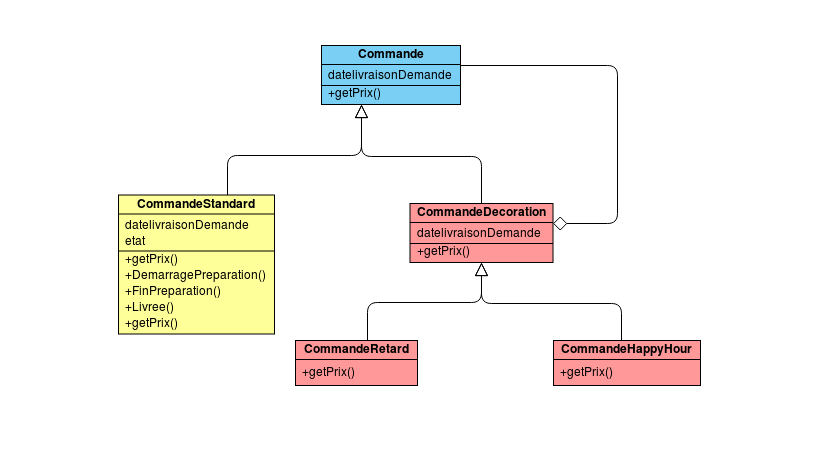 Commande
datelivraisonDemande
+getPrix()
CommandeStandard
datelivraisonDemande
etat
+getPrix()
+DemarragePreparation()
+FinPreparation()
+Livree()
+getPrix()
CommandeDecoration
datelivraisonDemande
+getPrix()
CommandeRetard
+getPrix()
CommandeHappyHour
+getPrix()